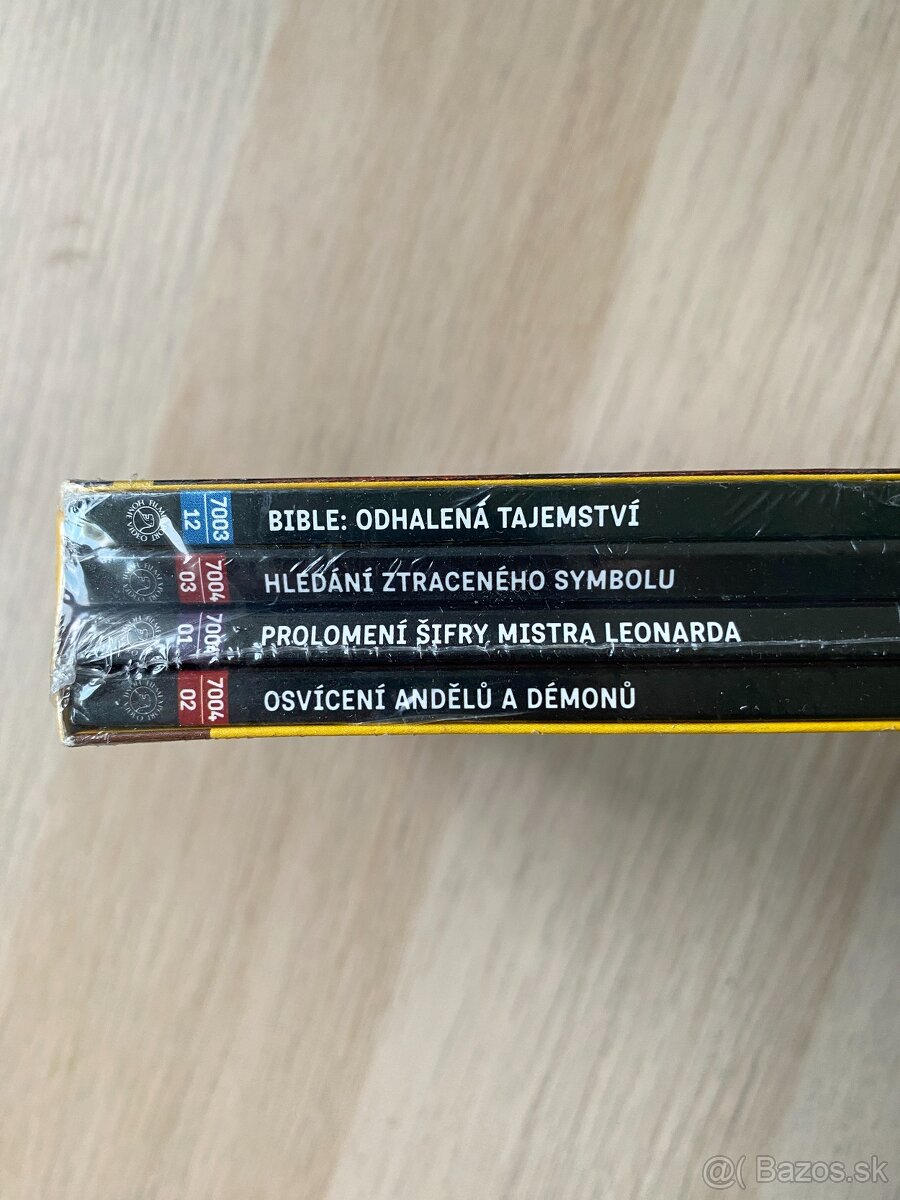 7003
12
BIBLE: ODHALENÁ TAJEMSTVÍ
7004
03
HLEDÁNÍ ZTRACENÉHO SYMBOLU
01
PROLOMENÍ ŠIFRY MISTRA LEONARDA
7004
02
OSVÍCENÍ ANDĚLŮ A DÉMONŮ
@( Bazos.sk